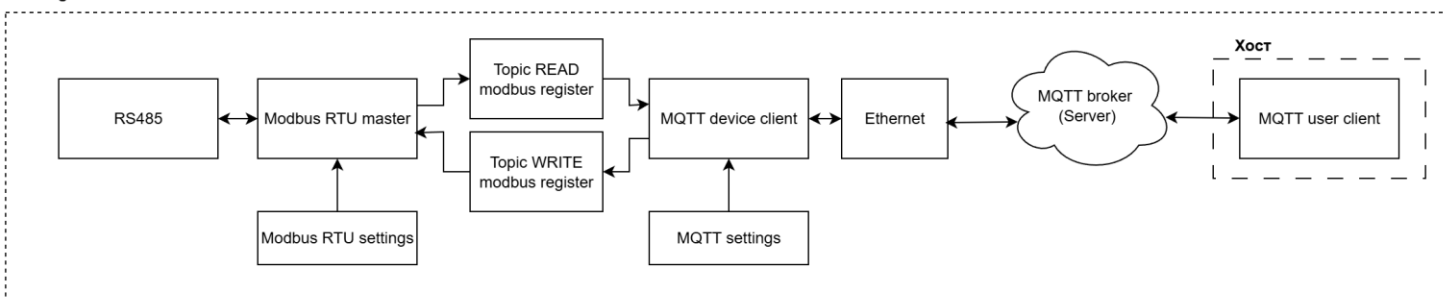 Хост
Topic READ
modbus register
RS485
Modbus RTU master
MQTT device client
Ethernet
MQTT broker
(Server)
MQTT user client
Topic WRITE
modbus register
Modbus RTU settings
MQTT settings